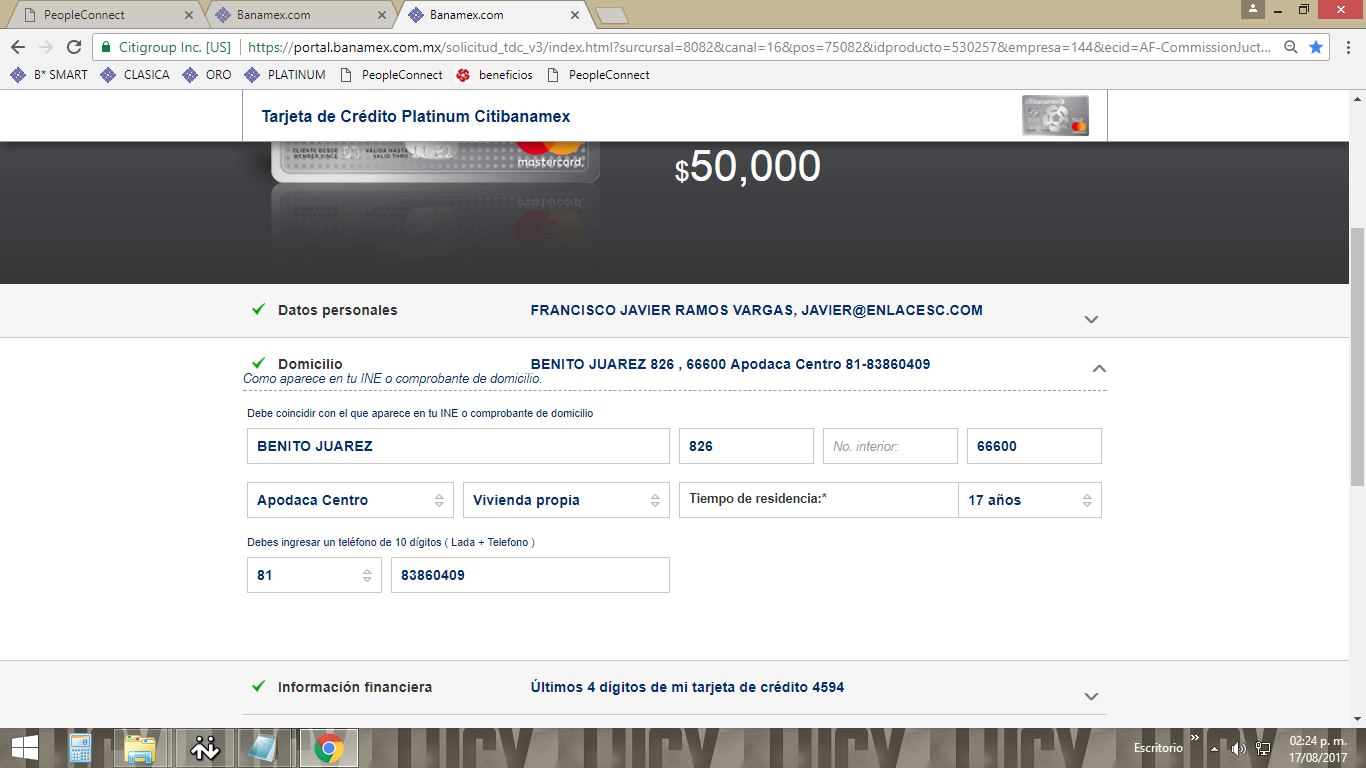 PeopleConnect
Banamex.com
Banamex.com
Citigroup Inc. [US]
https://portal.banamex.com.mx/solicitud_tdc_v3/index.html?surcursal=8082&canal=16&pos=75082&idproducto=530257&empresa=144&ecid=AF-CommissionJuct...
B* SMART
CLASICA
ORO
PLATINUM
PeopleConnect
beneficios
PeopleConnect
Tarjeta de Crédito Platinum Citibanamex
CLIENTE DESDE
MEMBER SINCE
VALIDA HASTA
VALID THRU
mastercard.
$50,000
Datos personales
FRANCISCO JAVIER RAMOS VARGAS, JAVIER@ENLACESC.COM
Domicilio
BENITO JUAREZ 826 , 66600 Apodaca Centro 81-83860409
Como aparece en tu INE o comprobante de domicilio.
Debe coincidir con el que aparece en tu INE o comprobante de domicilio
BENITO JUAREZ
826
No. interior:
66600
Apodaca Centro
Vivienda propia
Tiempo de residencia:*
17 años
Debes ingresar un teléfono de 10 dígitos ( Lada + Telefono )
81
83860409
Información financiera
Últimos 4 dígitos de mi tarjeta de crédito 4594
Escritorio
02:24 p. m.
17/08/2017